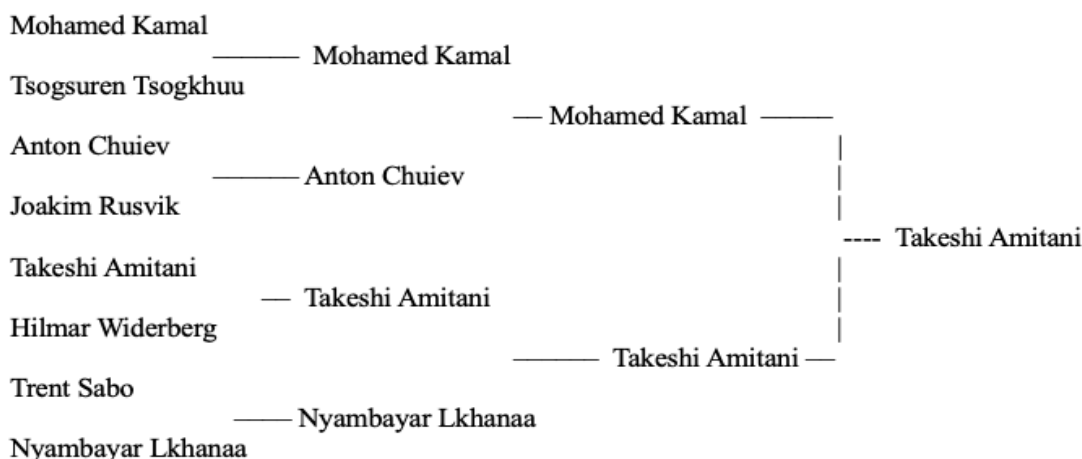 Mohamed Kamal
Mohamed Kamal
Tsogsuren Tsogkhuu
Mohamed Kamal
Anton Chuiev
Anton Chuiev
Joakim Rusvik
Takeshi Amitani
Takeshi Amitani
Takeshi Amitani
Hilmar Widerberg
Takeshi Amitani
Trent Sabo
Nyambayar Lkhanaa
Nyambayar Lkhanaa